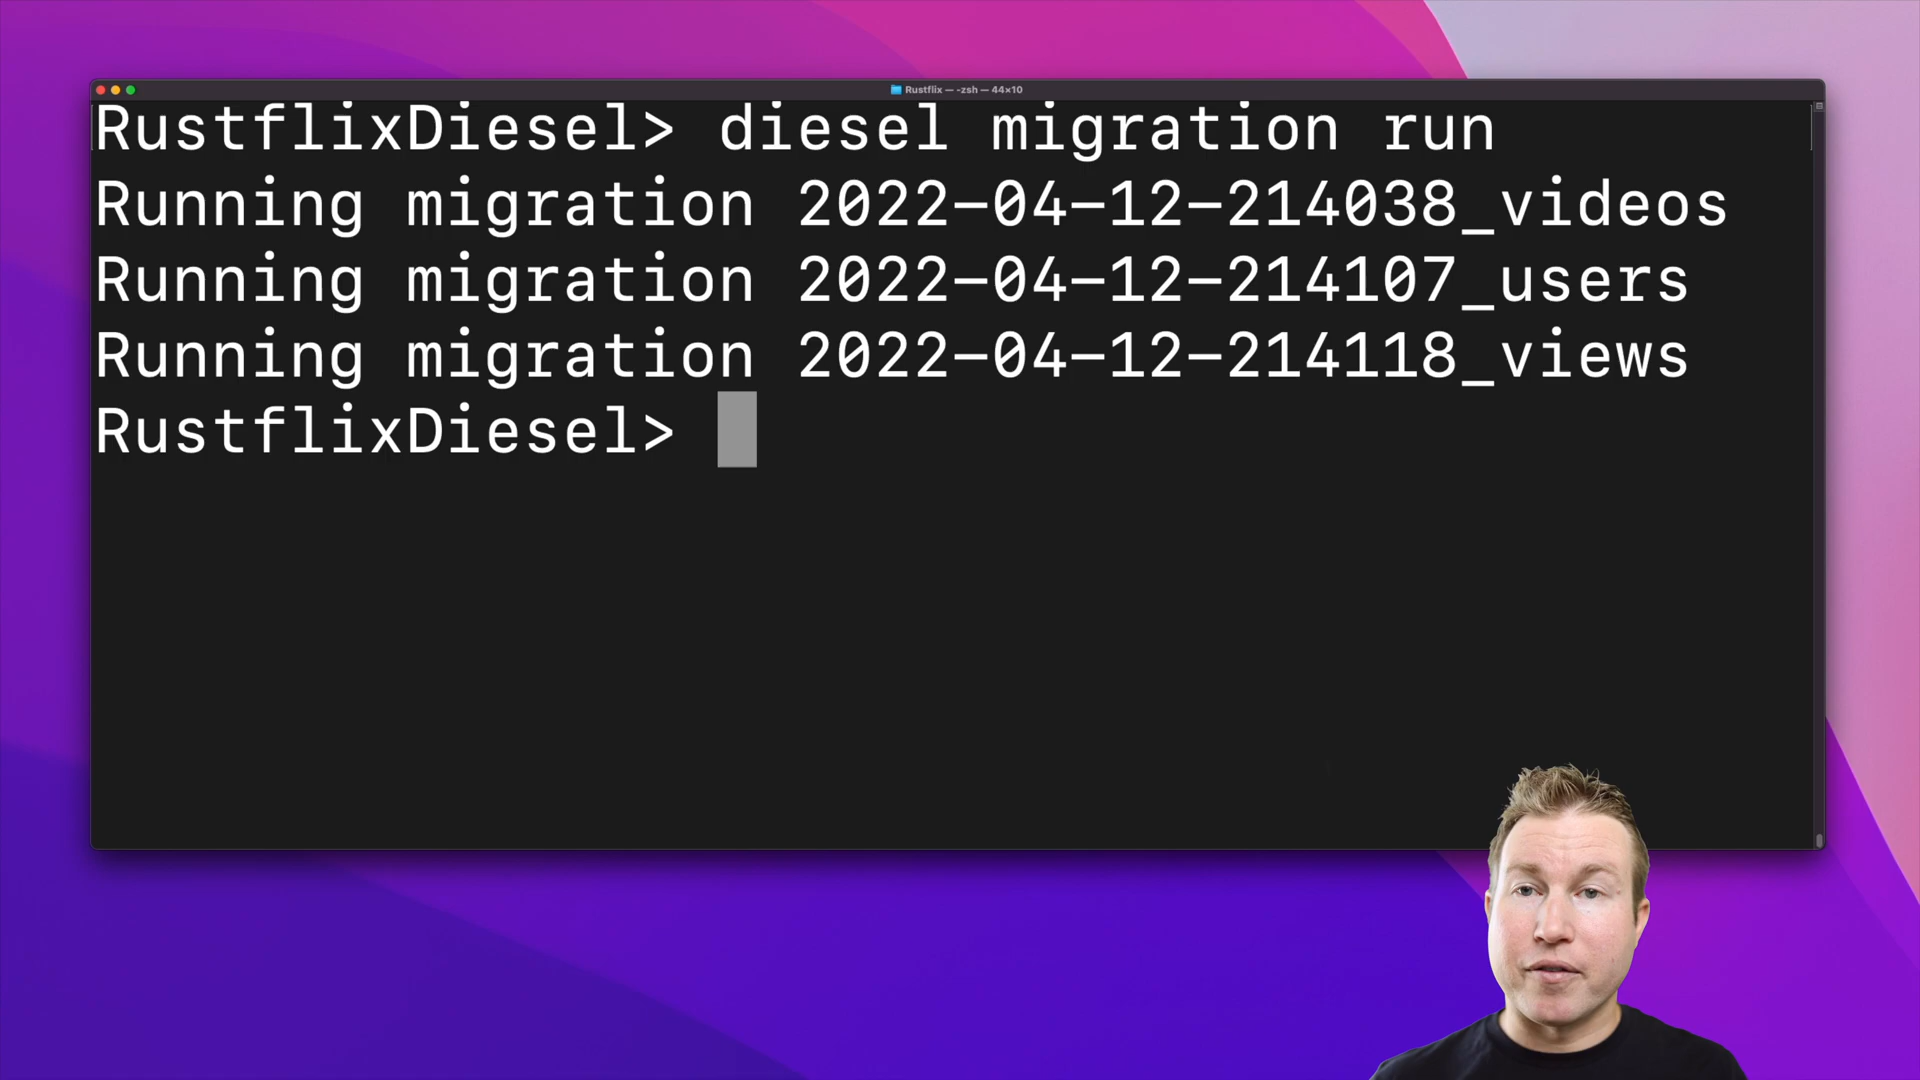 Rustflix — -zsh — 44×10
RustflixDiesel> diesel migration run
Running migration 2022-04-12-214038_videos
Running migration 2022-04-12-214107_users
Running migration 2022-04-12-214118_views
RustflixDiesel>